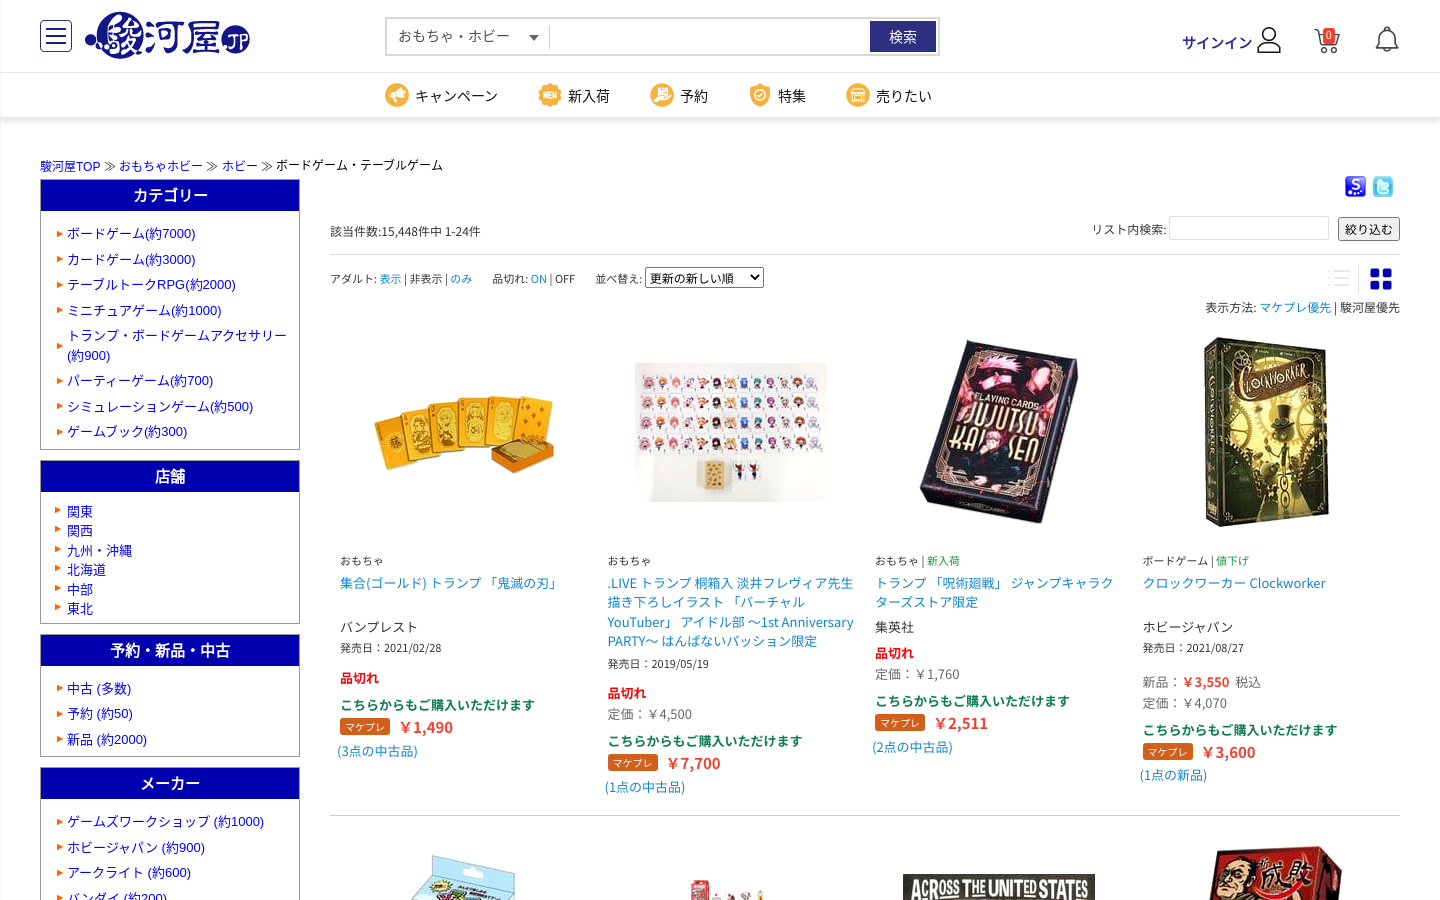 駿河屋JP
おもちゃ・ホビー
検索
サインイン
0
キャンペーン
NEW 新入荷
予約
特集
売りたい
駿河屋TOP ≫ おもちゃホビー ≫ ホビー ≫ ボードゲーム・テーブルゲーム
カテゴリー
ボードゲーム(約7000)
カードゲーム(約3000)
テーブルトークRPG(約2000)
ミニチュアゲーム(約1000)
トランプ・ボードゲームアクセサリー
(約900)
パーティーゲーム(約700)
シミュレーションゲーム(約500)
ゲームブック(約300)
店舗
関東
関西
九州・沖縄
北海道
中部
東北
予約・新品・中古
中古 (多数)
予約 (約50)
新品 (約2000)
メーカー
ゲームズワークショップ (約1000)
ホビージャパン (約900)
アークライト (約600)
バンダイ (約200)
該当件数:15,448件中 1-24件
リスト内検索:
絞り込む
アダルト: 表示 | 非表示 | のみ
品切れ: ON | OFF
並べ替え: 更新の新しい順
表示方法: マケプレ優先 | 駿河屋優先
PLAYING CARDS
JUJUTSU
KAISEN
CLOCKWORKER
おもちゃ
集合(ゴールド) トランプ 「鬼滅の刃」
バンプレスト
発売日：2021/02/28
品切れ
こちらからもご購入いただけます
マケプレ ￥1,490
(3点の中古品)
おもちゃ
.LIVE トランプ 桐箱入 淡井フレヴィア先生
描き下ろしイラスト 「バーチャル
YouTuber」 アイドル部 ～1st Anniversary
PARTY～ はんぱないパッション限定
発売日：2019/05/19
品切れ
定価：￥4,500
こちらからもご購入いただけます
マケプレ ￥7,700
(1点の中古品)
おもちゃ | 新入荷
トランプ 「呪術廻戦」 ジャンプキャラク
ターズストア限定
集英社
品切れ
定価：￥1,760
こちらからもご購入いただけます
マケプレ ￥2,511
(2点の中古品)
ボードゲーム | 値下げ
クロックワーカー Clockworker
ホビージャパン
発売日：2021/08/27
新品：￥3,550 税込
定価：￥4,070
こちらからもご購入いただけます
マケプレ ￥3,600
(1点の新品)
ACROSS THE UNITED STATES
成敗